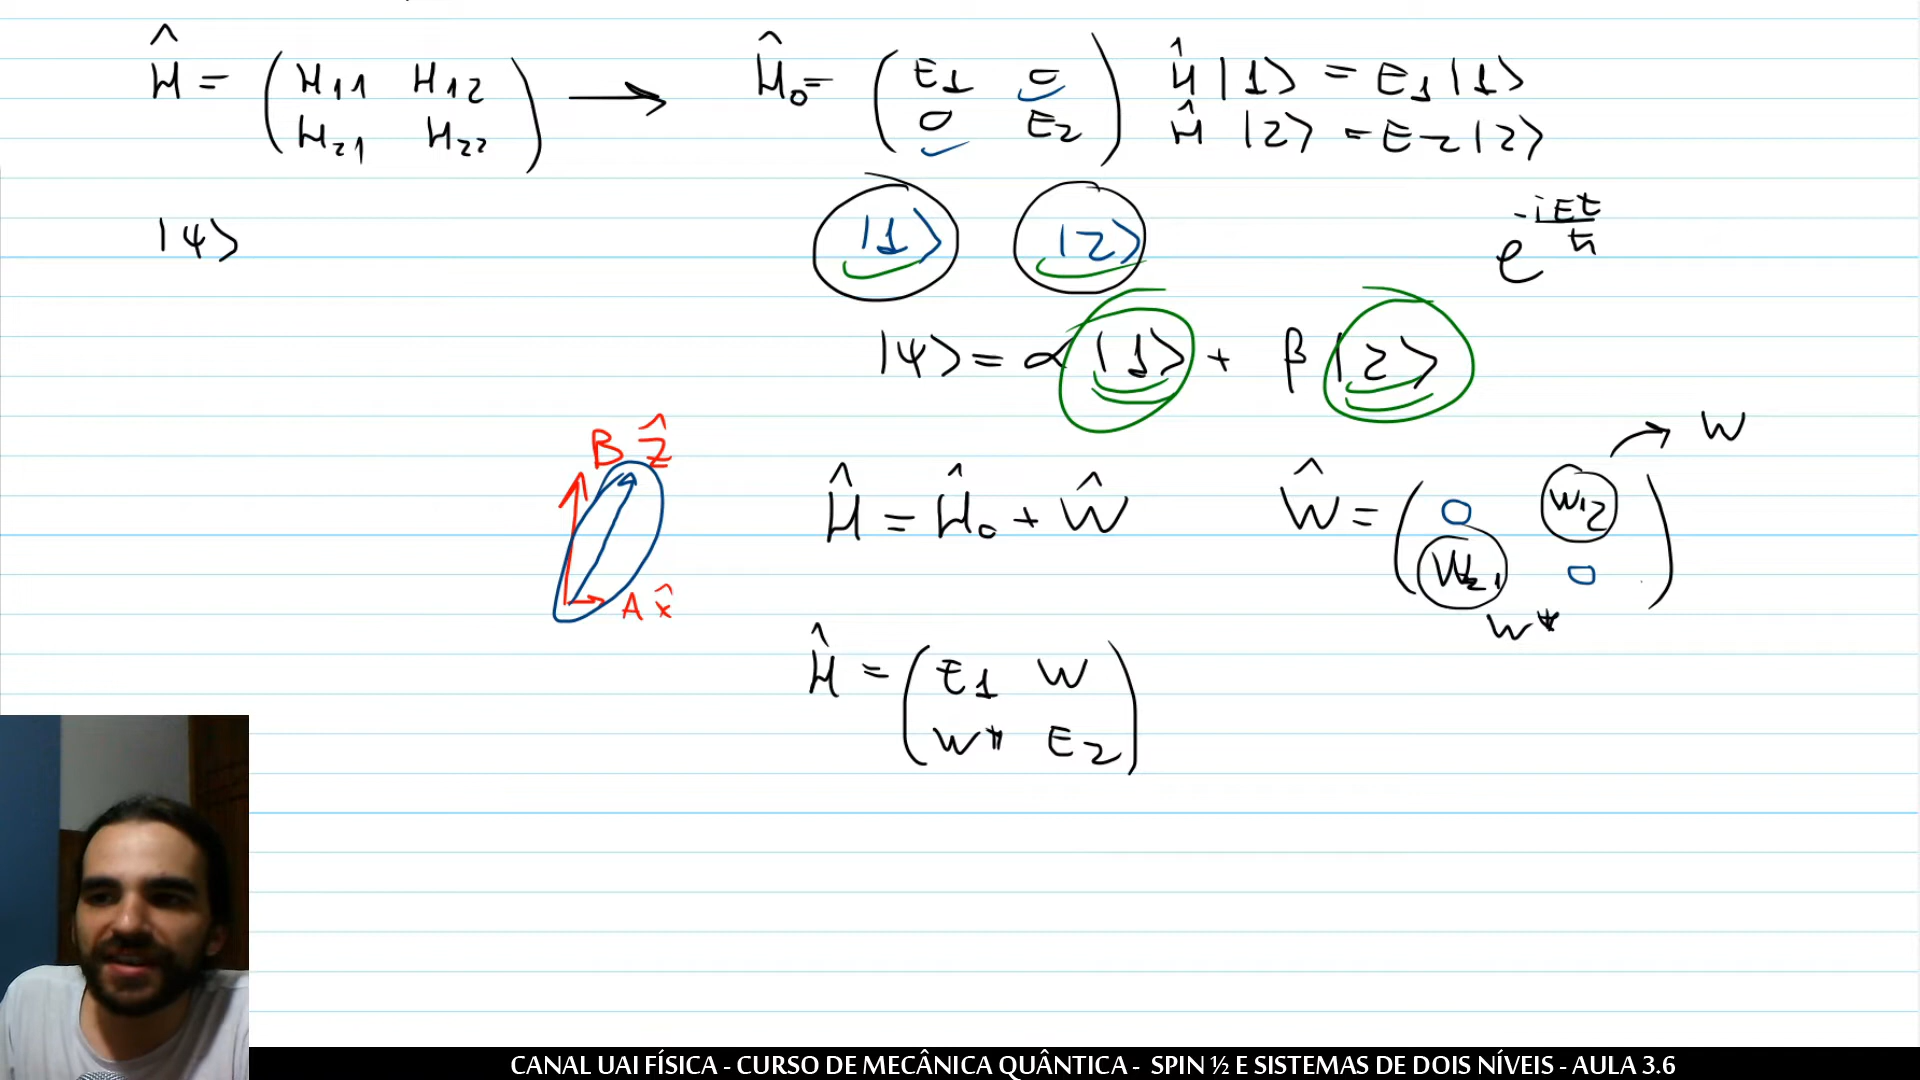 Ĥ = ( H11 H12 → Ĥ0 = ( E1 0 ) Ĥ |1⟩ = E1 |1⟩
H21 H22 ) 0 E2 Ĥ |2⟩ = E2 |2⟩
|ψ⟩ |1⟩ |2⟩ e^(-iEt/ħ)
|ψ⟩ = α |1⟩ + β |2⟩
B ẑ
W
Ĥ = Ĥ0 + Ŵ Ŵ = ( 0 W12 )
W21 0
A x̂ W*
Ĥ = ( E1 W )
W* E2
CANAL UAI FÍSICA - CURSO DE MECÂNICA QUÂNTICA - SPIN ½ E SISTEMAS DE DOIS NÍVEIS - AULA 3.6